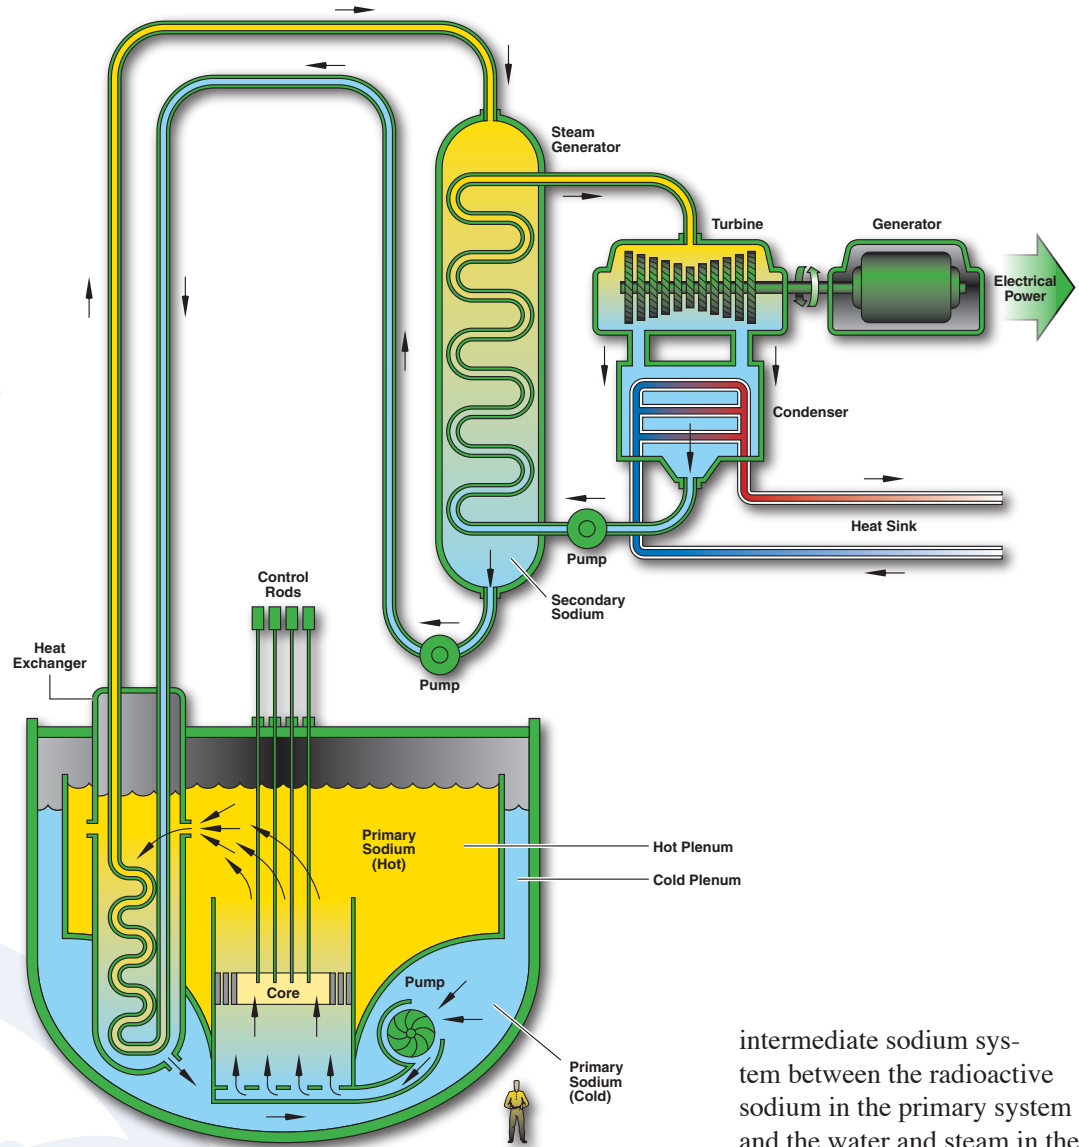 Steam
Generator
Turbine
Generator
Electrical
Power
Condenser
Heat Sink
Pump
Control
Rods
Secondary
Sodium
Heat
Exchanger
Pump
Primary
Sodium
(Hot)
Hot Plenum
Cold Plenum
Pump
Core
Primary
Sodium
(Cold)
intermediate sodium sys-
tem between the radioactive
sodium in the primary system
and the water and steam in the